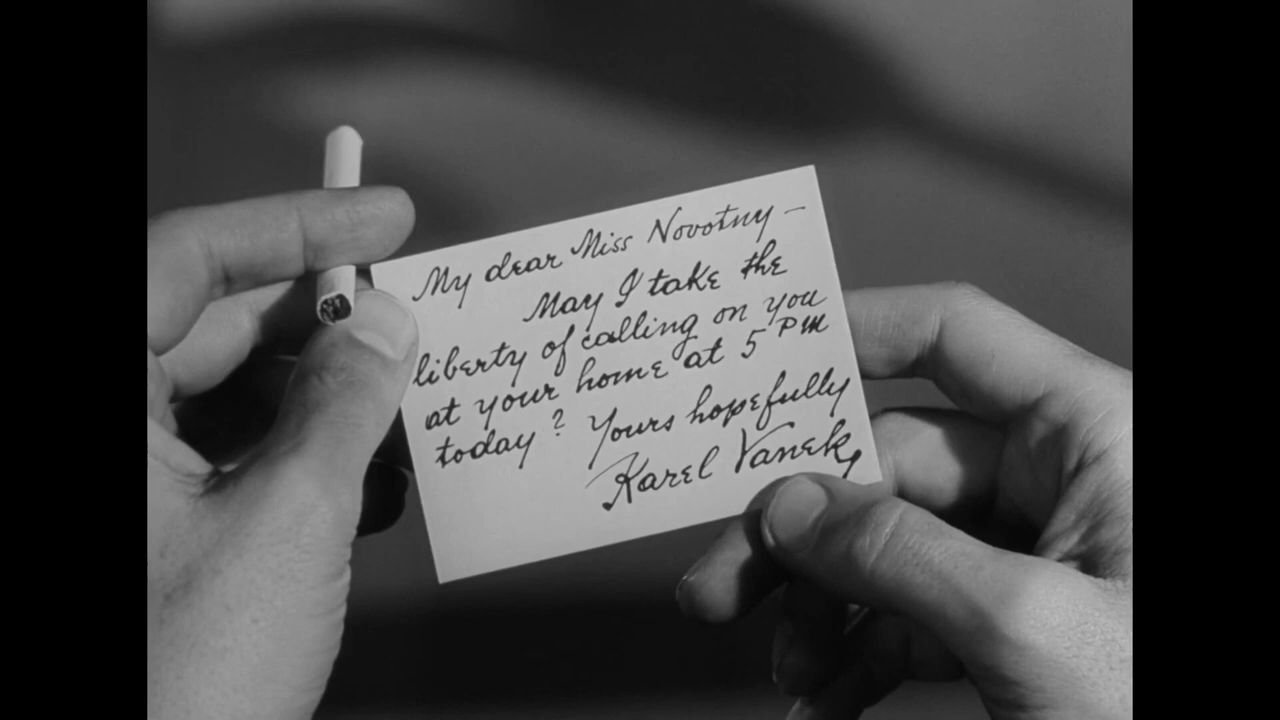 My dear Miss Novotny –
May I take the
liberty of calling on you
at your home at 5 PM
today? Yours hopefully
Karel Vanek